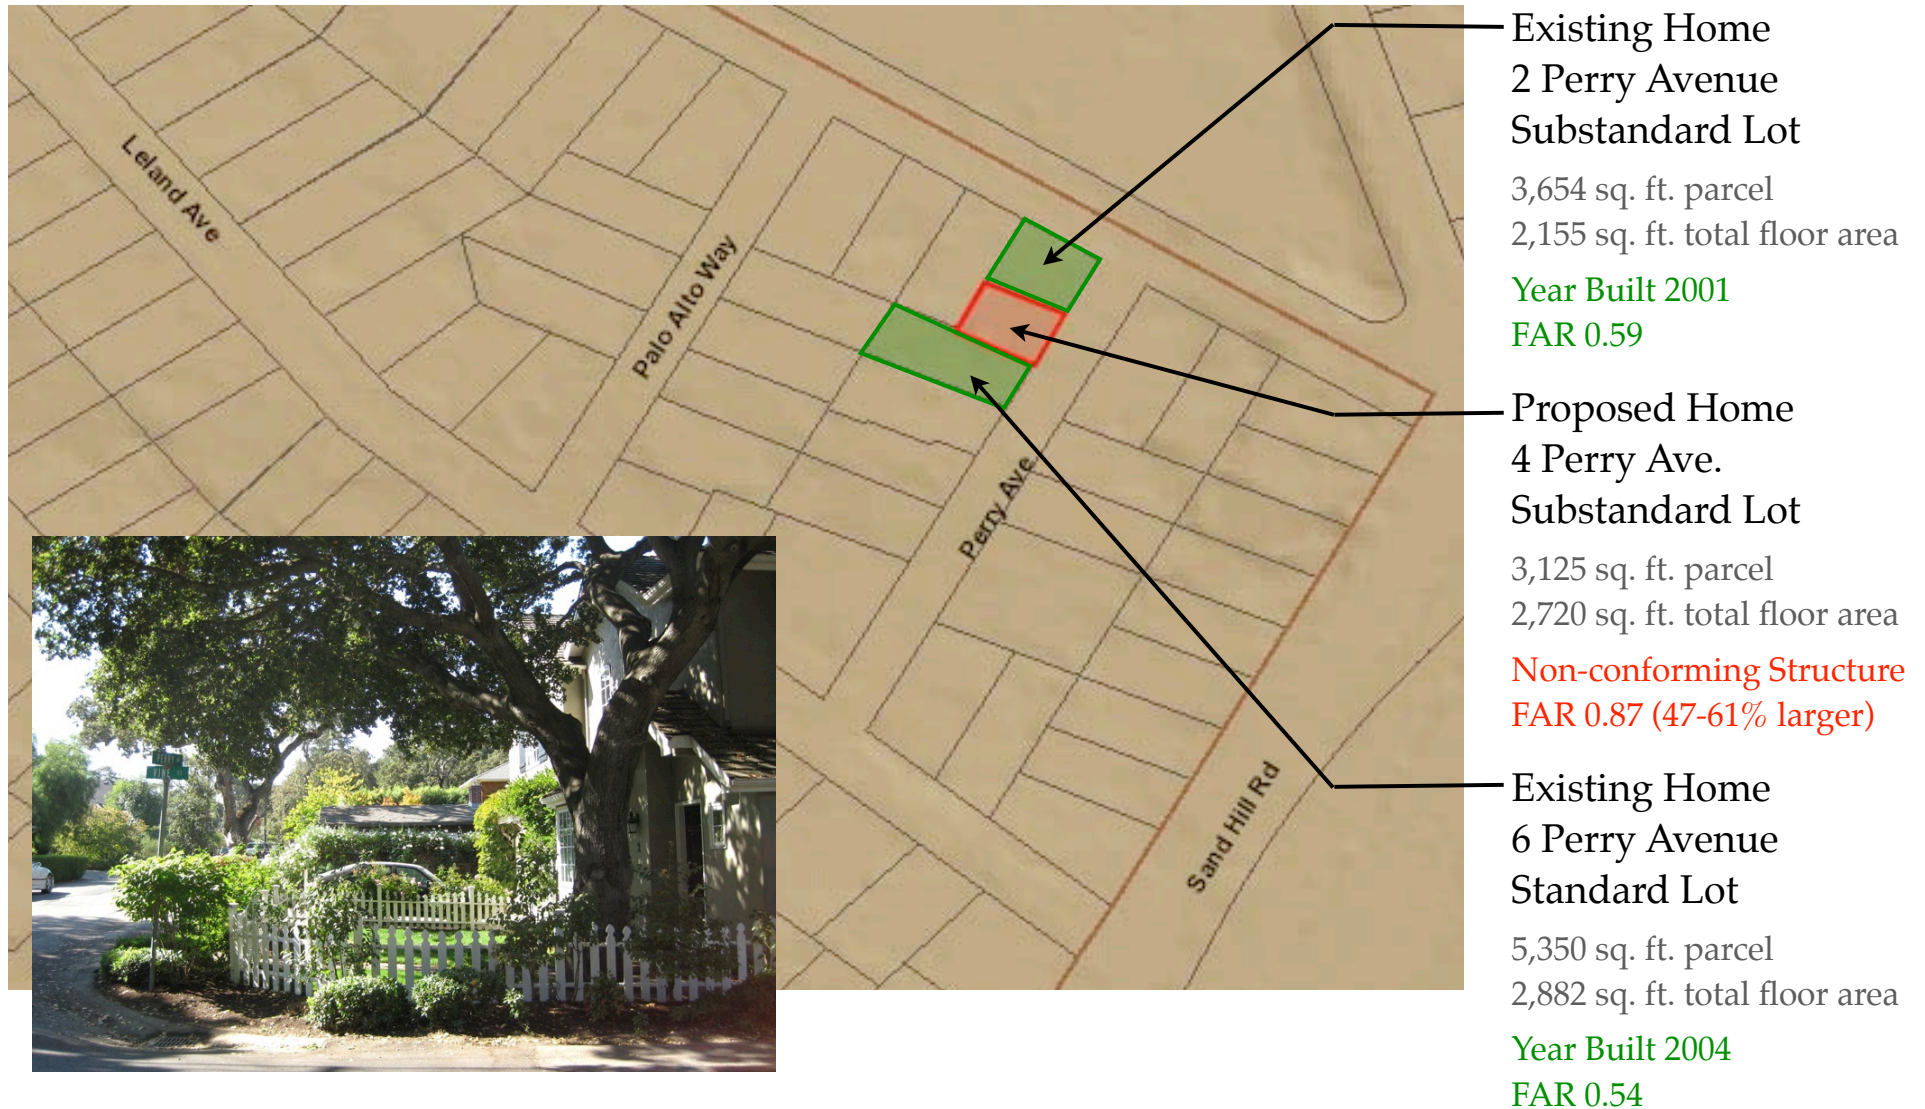 Existing Home
2 Perry Avenue
Substandard Lot
3,654 sq. ft. parcel
2,155 sq. ft. total floor area
Year Built 2001
FAR 0.59
Proposed Home
4 Perry Ave.
Substandard Lot
3,125 sq. ft. parcel
2,720 sq. ft. total floor area
Non-conforming Structure
FAR 0.87 (47-61% larger)
Existing Home
6 Perry Avenue
Standard Lot
5,350 sq. ft. parcel
2,882 sq. ft. total floor area
Year Built 2004
FAR 0.54
Leland Ave
Palo Alto Way
Perry Ave
Sand Hill Rd